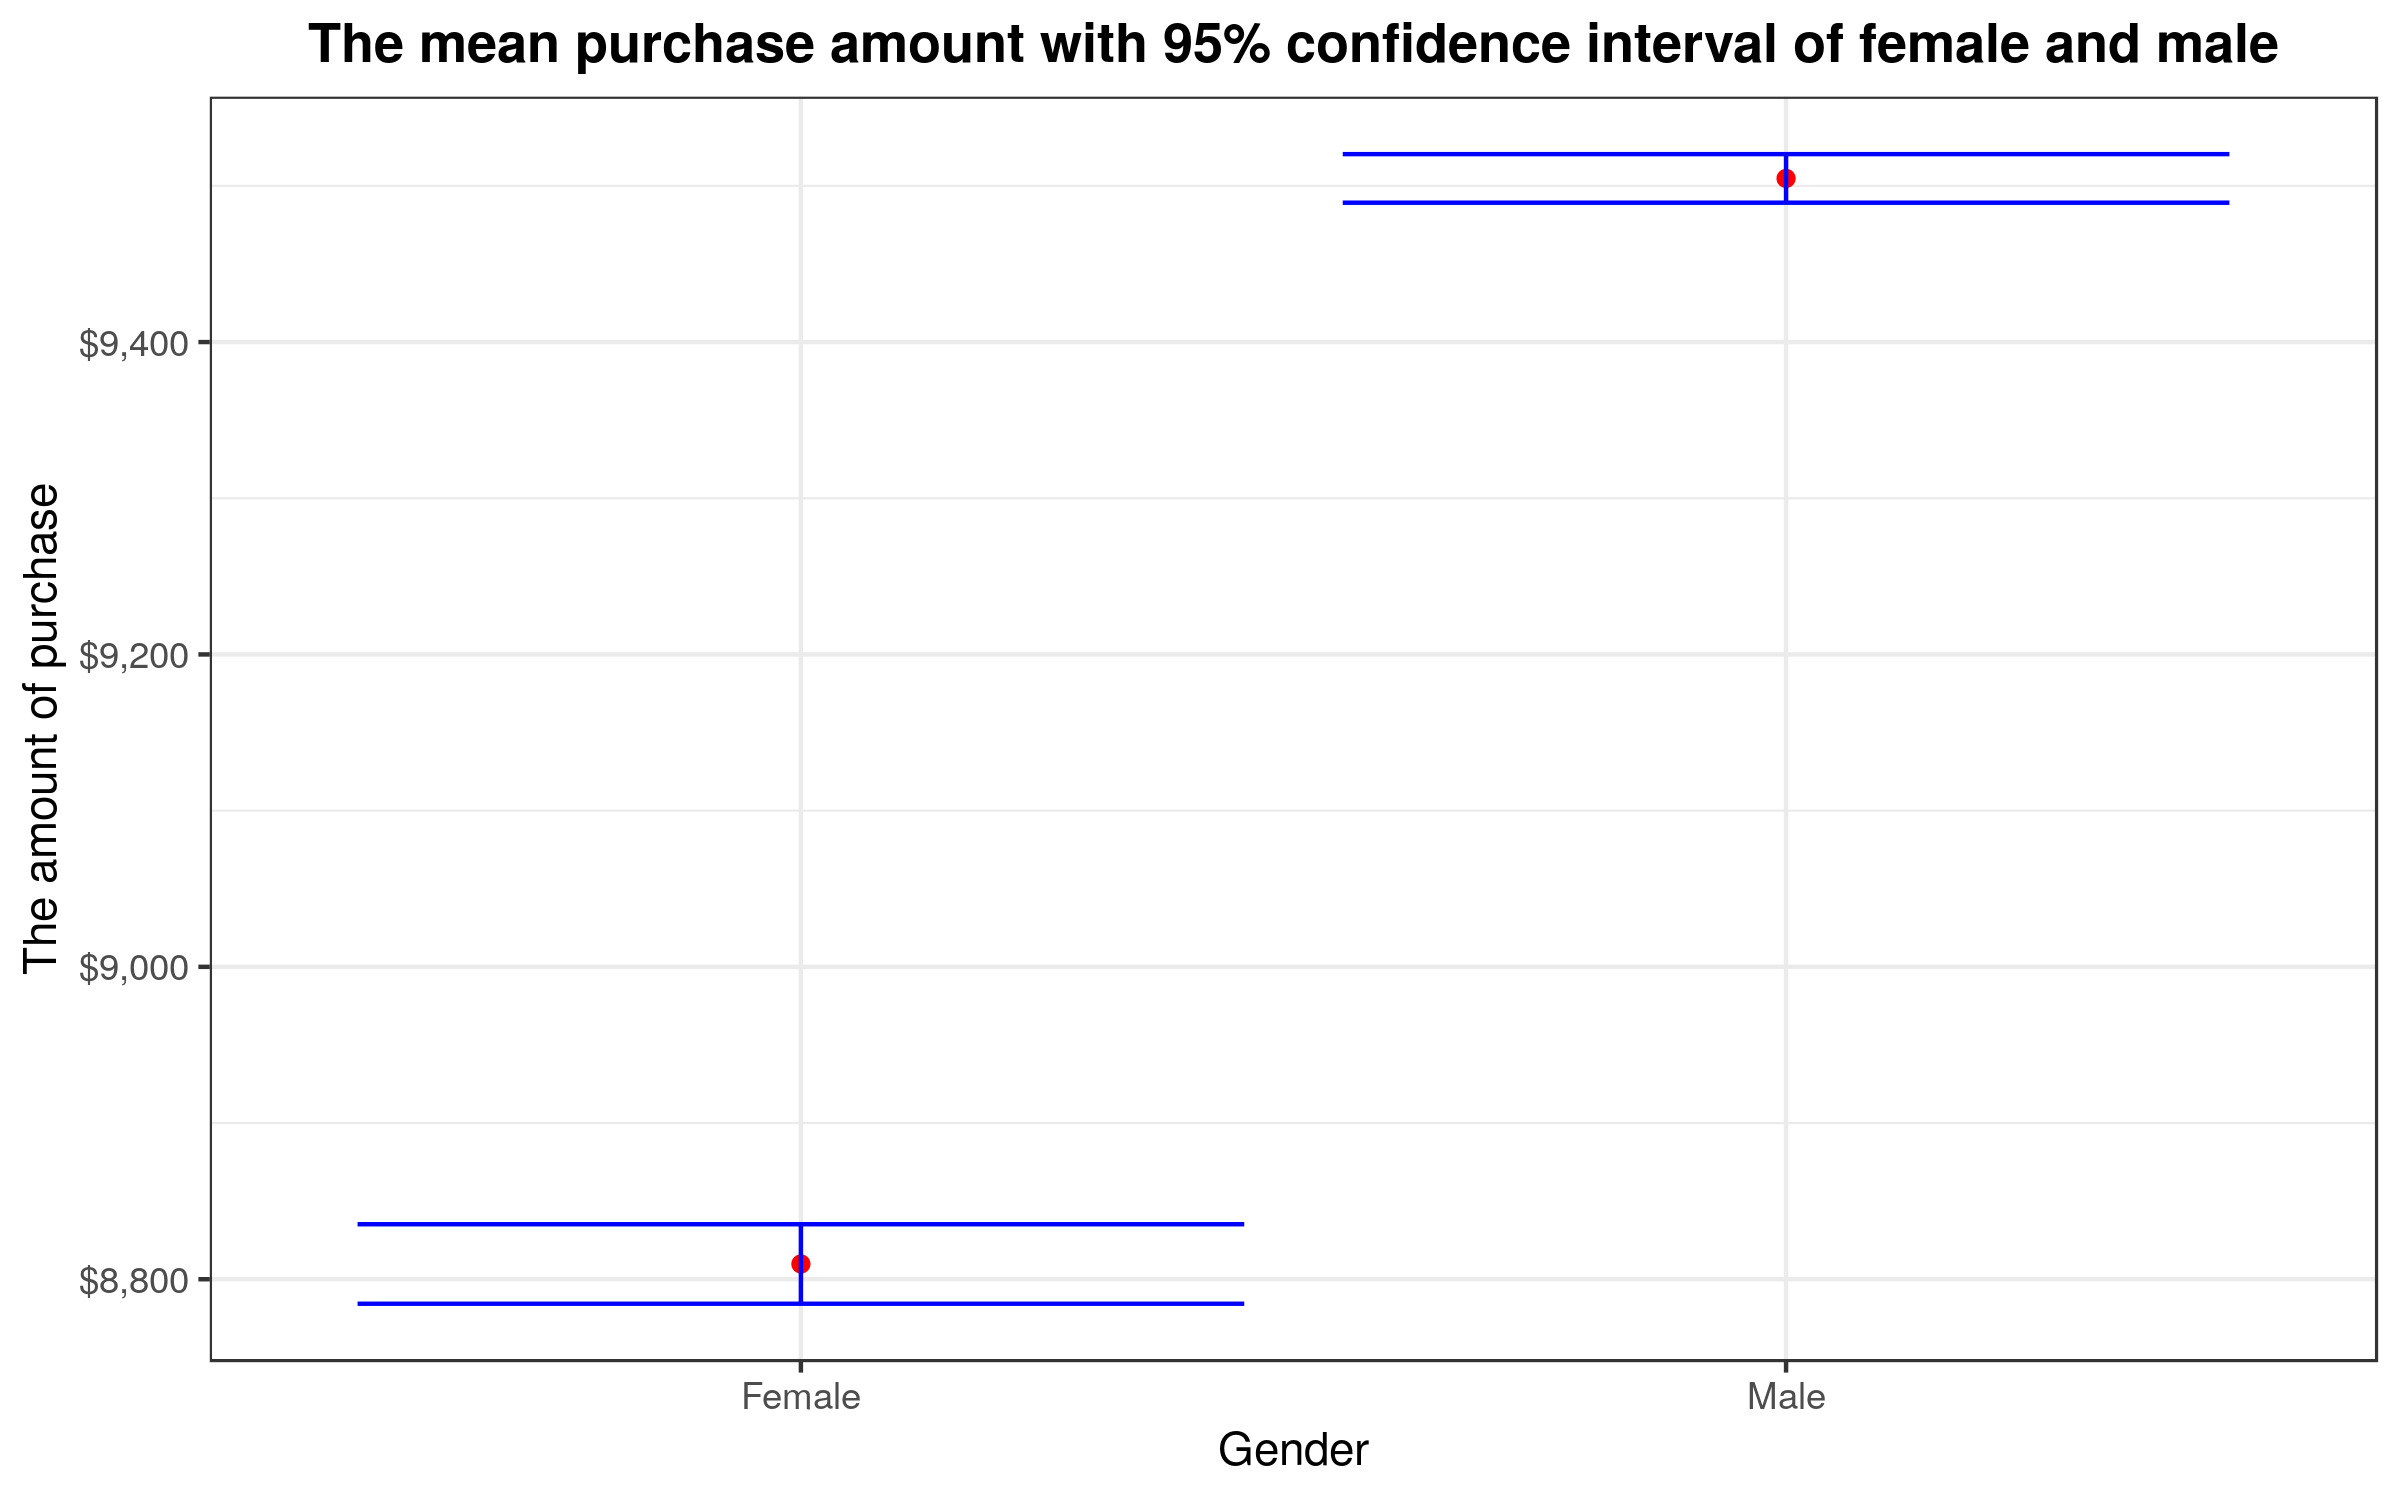 The mean purchase amount with 95% confidence interval of female and male
The amount of purchase
$9,400
$9,200
$9,000
$8,800
Female
Male
Gender